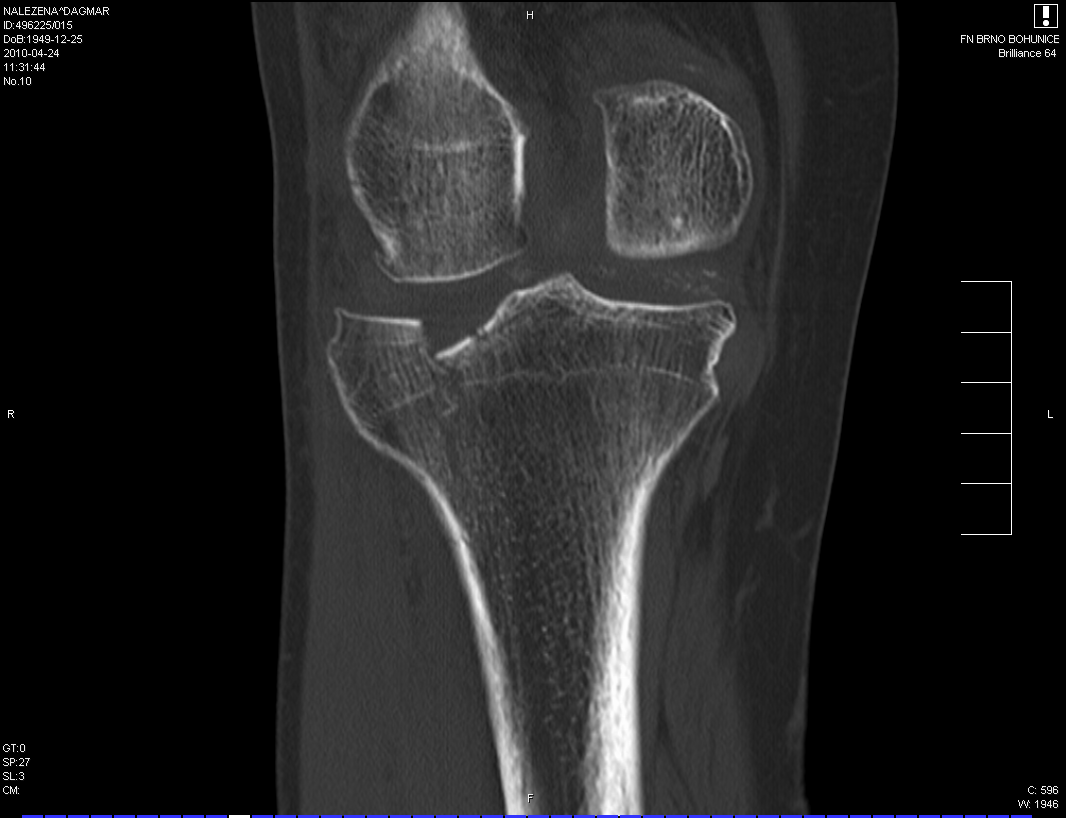 NALEZENA^DAGMAR
ID:496225/015
DoB:1949-12-25
2010-04-24
11:31:44
No.10
H
!
FN BRNO BOHUNICE
Brilliance 64
R
L
GT:0
SP:27
SL:3
CM:
F
C: 596
W: 1946